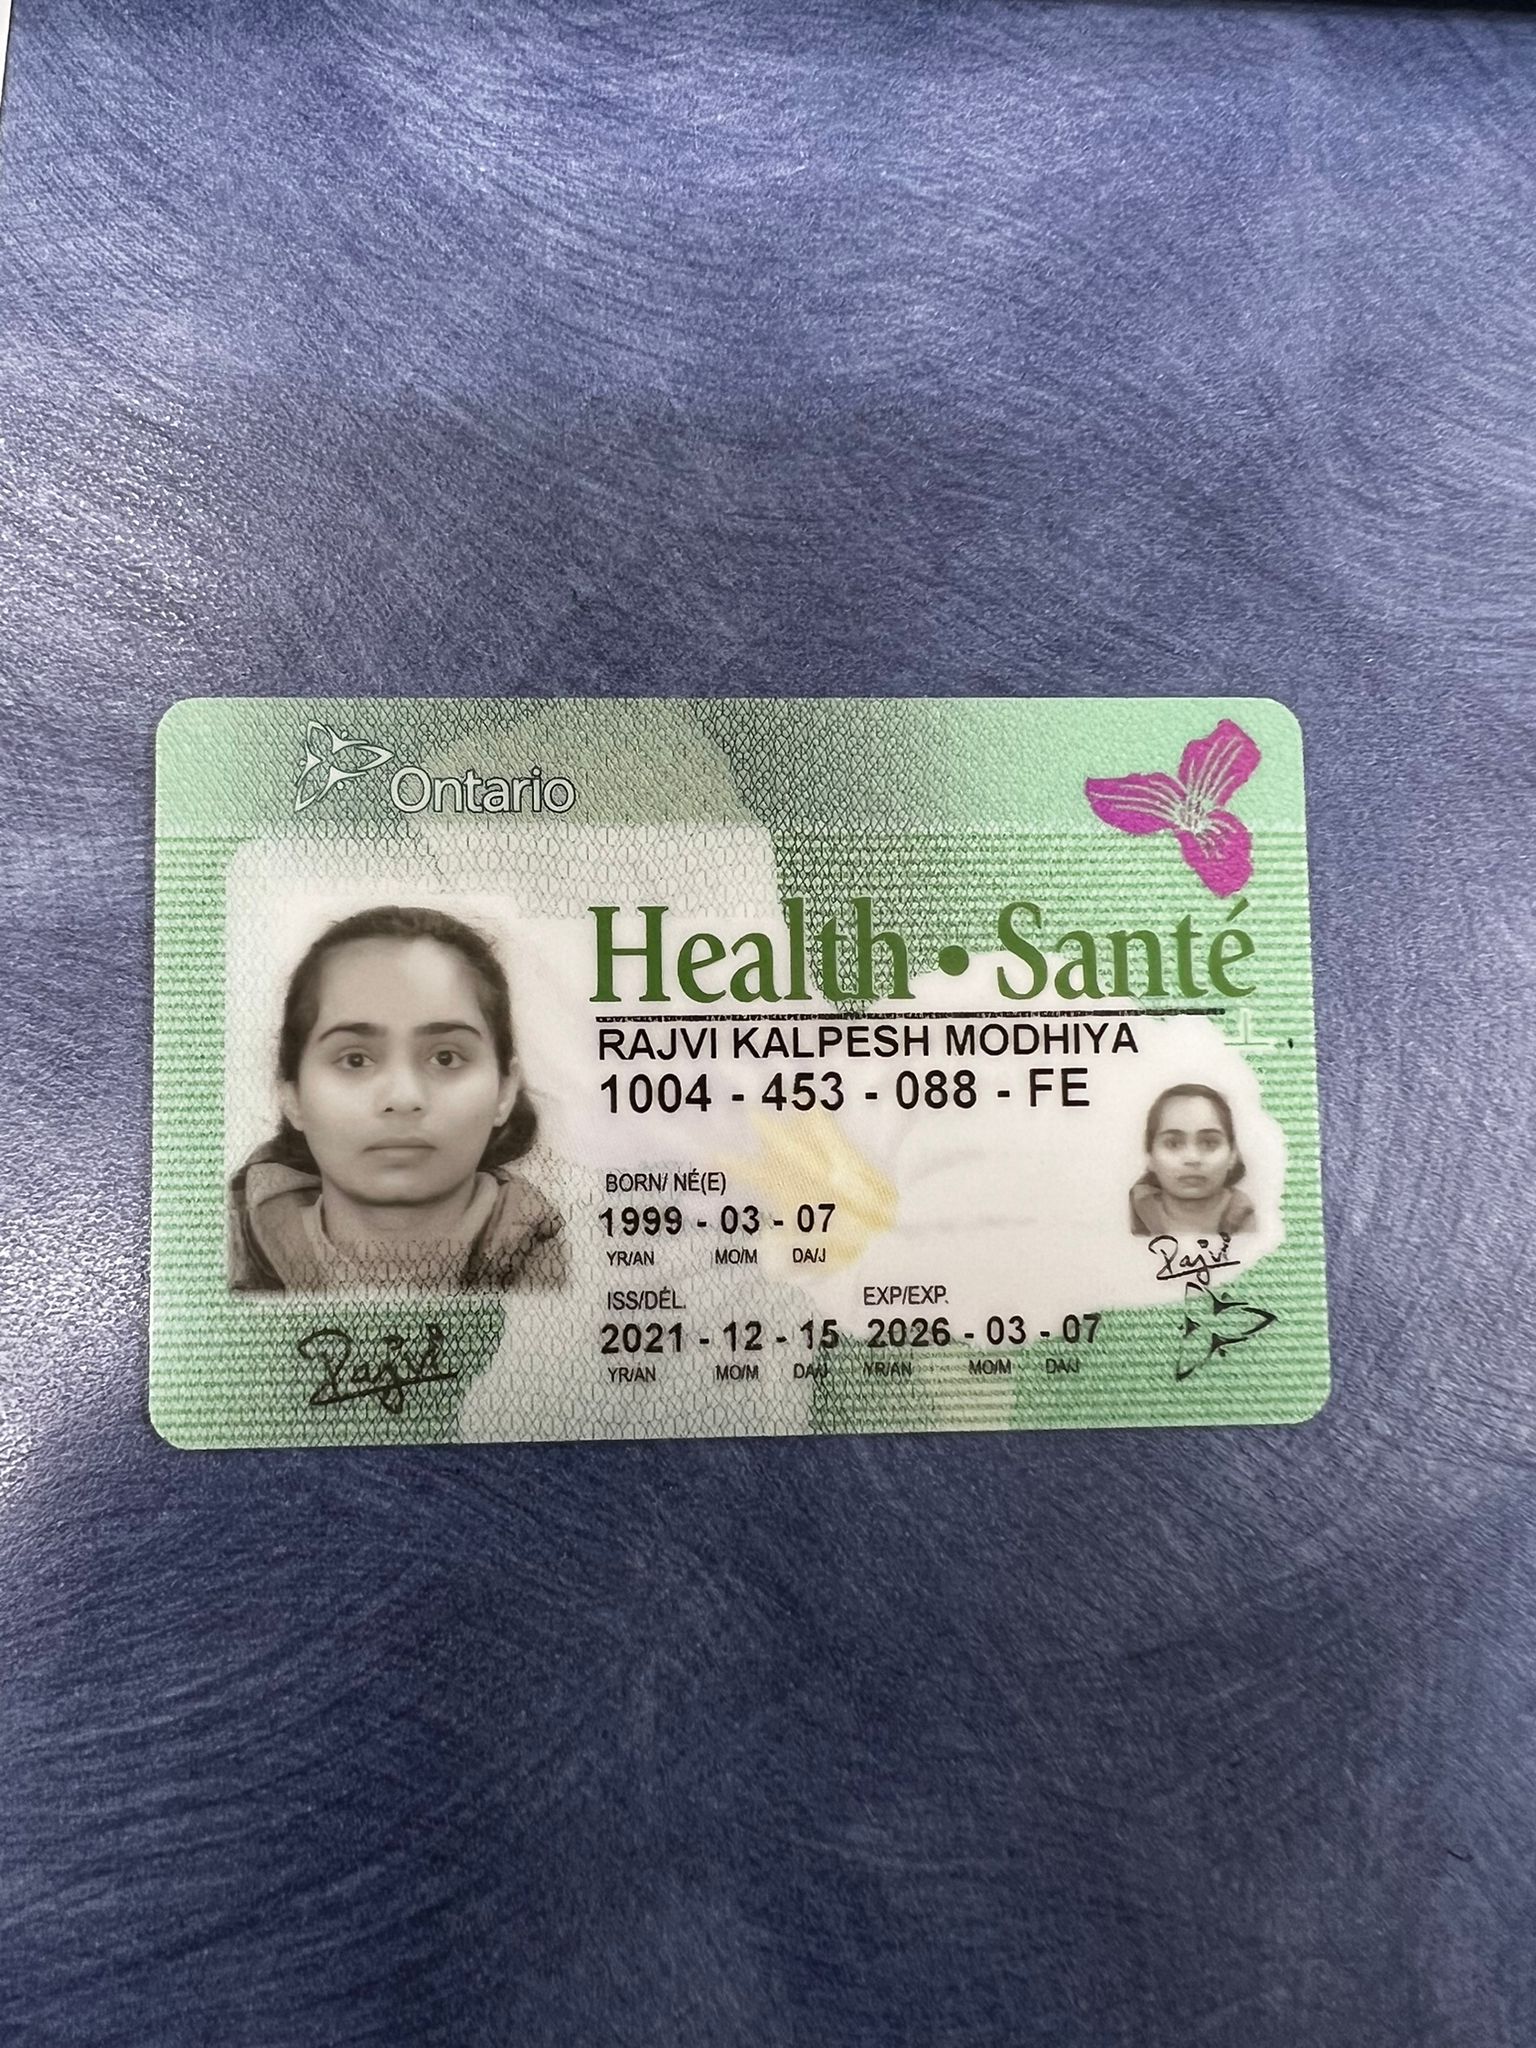 Ontario
Health • Santé
RAJVI KALPESH MODHIYA
1004 - 453 - 088 - FE
BORN/ NÉ(E)
1999 - 03 - 07
YR/AN MO/M DA/J
ISS/DÉL. EXP/EXP.
2021 - 12 - 15 2026 - 03 - 07
YR/AN MO/M DA/J YR/AN MO/M DA/J
Rajvi
Rajvi